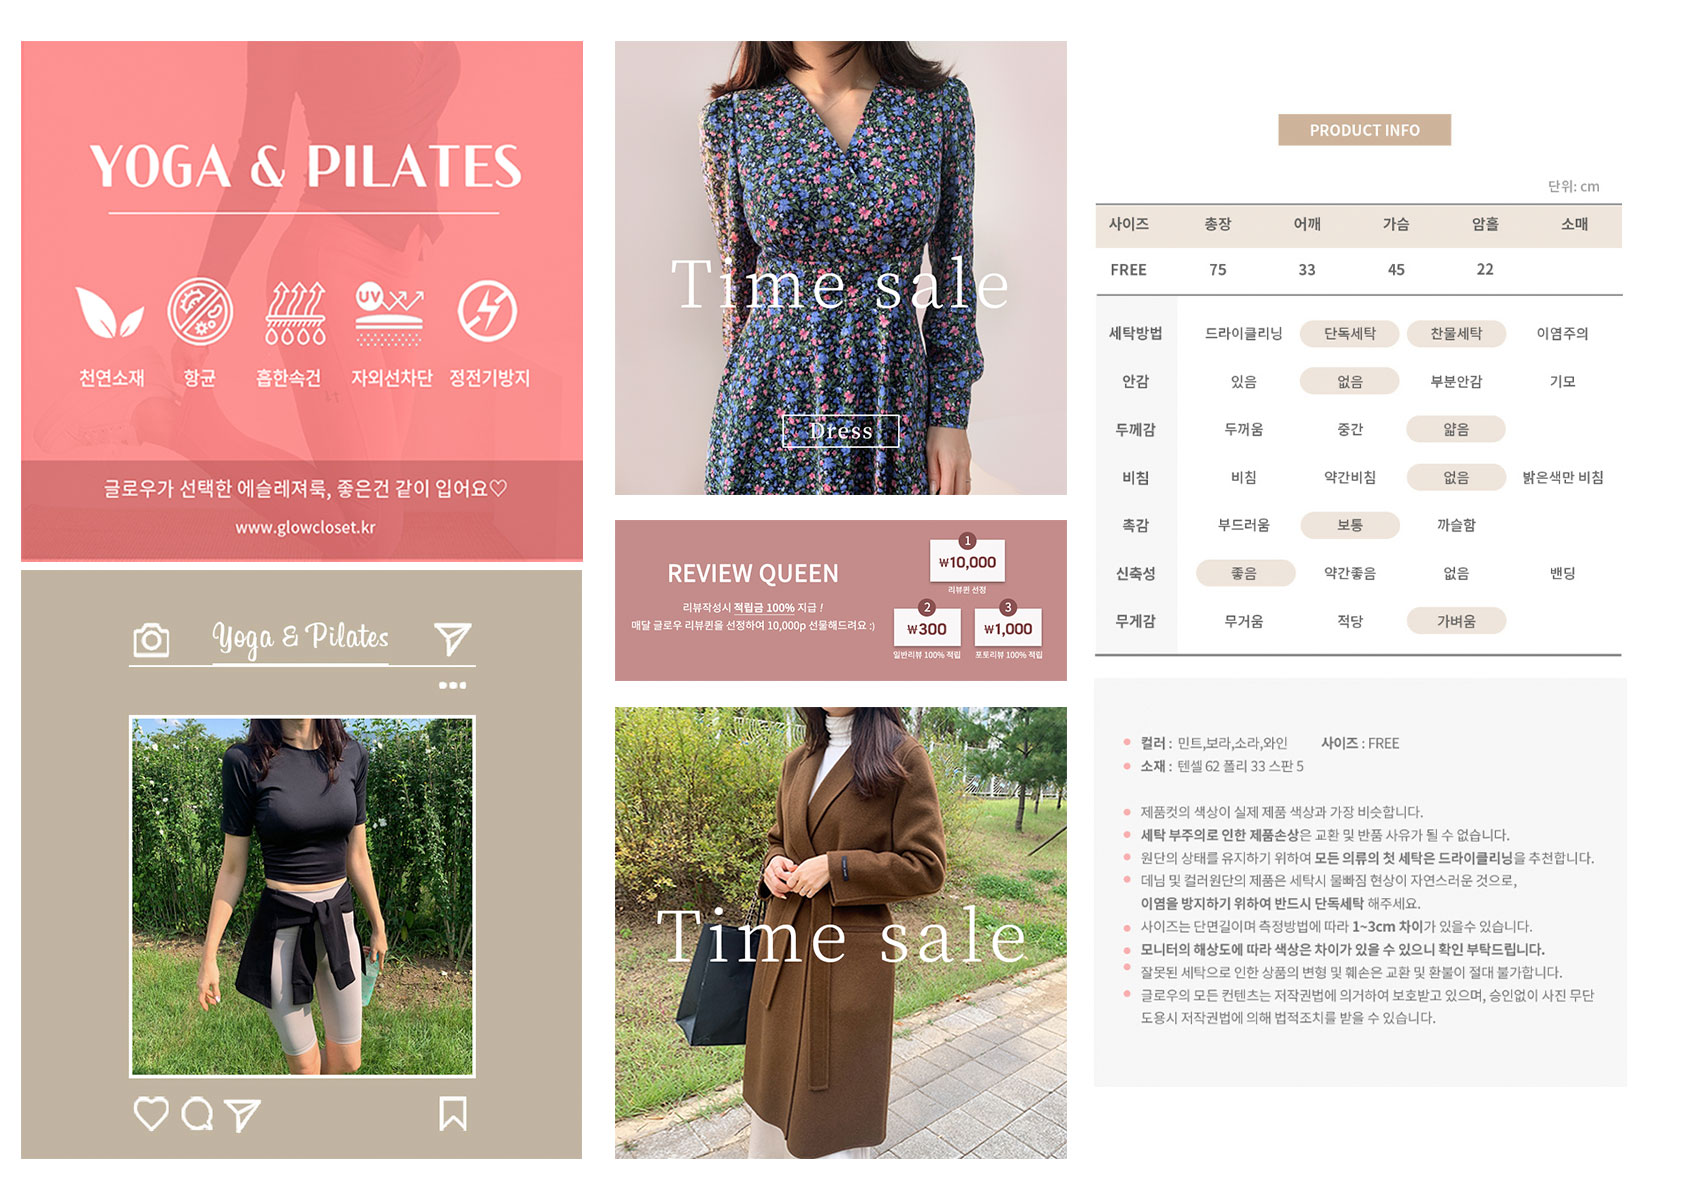 YOGA & PILATES
UV
천연소재 항균 흡한속건 자외선차단 정전기방지
글로우가 선택한 에슬레져룩, 좋은건 같이 입어요♡
www.glowcloset.kr
Yoga & Pilates
Time sale
Dress
REVIEW QUEEN
리뷰작성시 적립금 100% 지급 !
매달 글로우 리뷰퀸을 선정하여 10,000p 선물해드려요 :)
1
₩10,000
리뷰퀸 선정
2
₩300
일반리뷰 100% 적립
3
₩1,000
포토리뷰 100% 적립
Time sale
PRODUCT INFO
단위: cm
사이즈 총장 어깨 가슴 암홀 소매
FREE 75 33 45 22
세탁방법 드라이클리닝 단독세탁 찬물세탁 이염주의
안감 있음 없음 부분안감 기모
두께감 두꺼움 중간 얇음
비침 비침 약간비침 없음 밝은색만 비침
촉감 부드러움 보통 까슬함
신축성 좋음 약간좋음 없음 밴딩
무게감 무거움 적당 가벼움
컬러 : 민트,보라,소라,와인 사이즈 : FREE
소재 : 텐셀 62 폴리 33 스판 5
제품컷의 색상이 실제 제품 색상과 가장 비슷합니다.
세탁 부주의로 인한 제품손상은 교환 및 반품 사유가 될 수 없습니다.
원단의 상태를 유지하기 위하여 모든 의류의 첫 세탁은 드라이클리닝을 추천합니다.
데님 및 컬러원단의 제품은 세탁시 물빠짐 현상이 자연스러운 것으로,
이염을 방지하기 위하여 반드시 단독세탁 해주세요.
사이즈는 단면길이며 측정방법에 따라 1~3cm 차이가 있을수 있습니다.
모니터의 해상도에 따라 색상은 차이가 있을 수 있으니 확인 부탁드립니다.
잘못된 세탁으로 인한 상품의 변형 및 훼손은 교환 및 환불이 절대 불가합니다.
글로우의 모든 컨텐츠는 저작권법에 의거하여 보호받고 있으며, 승인없이 사진 무단
도용시 저작권법에 의해 법적조치를 받을 수 있습니다.